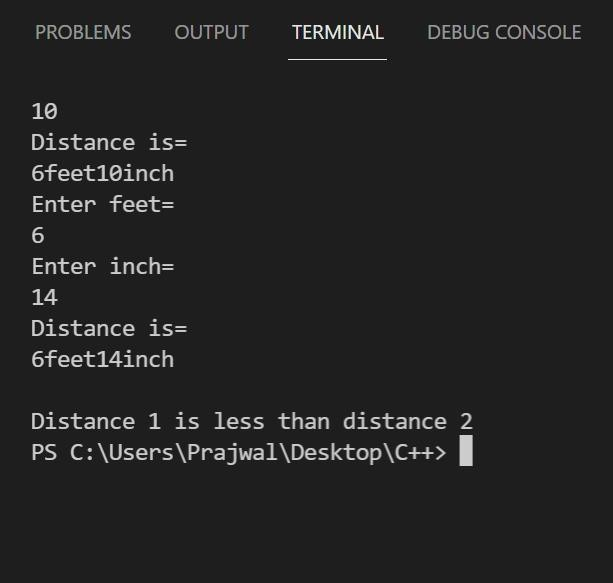 PROBLEMS OUTPUT TERMINAL DEBUG CONSOLE
10
Distance is=
6feet10inch
Enter feet=
6
Enter inch=
14
Distance is=
6feet14inch
Distance 1 is less than distance 2
PS C:\Users\Prajwal\Desktop\C++>